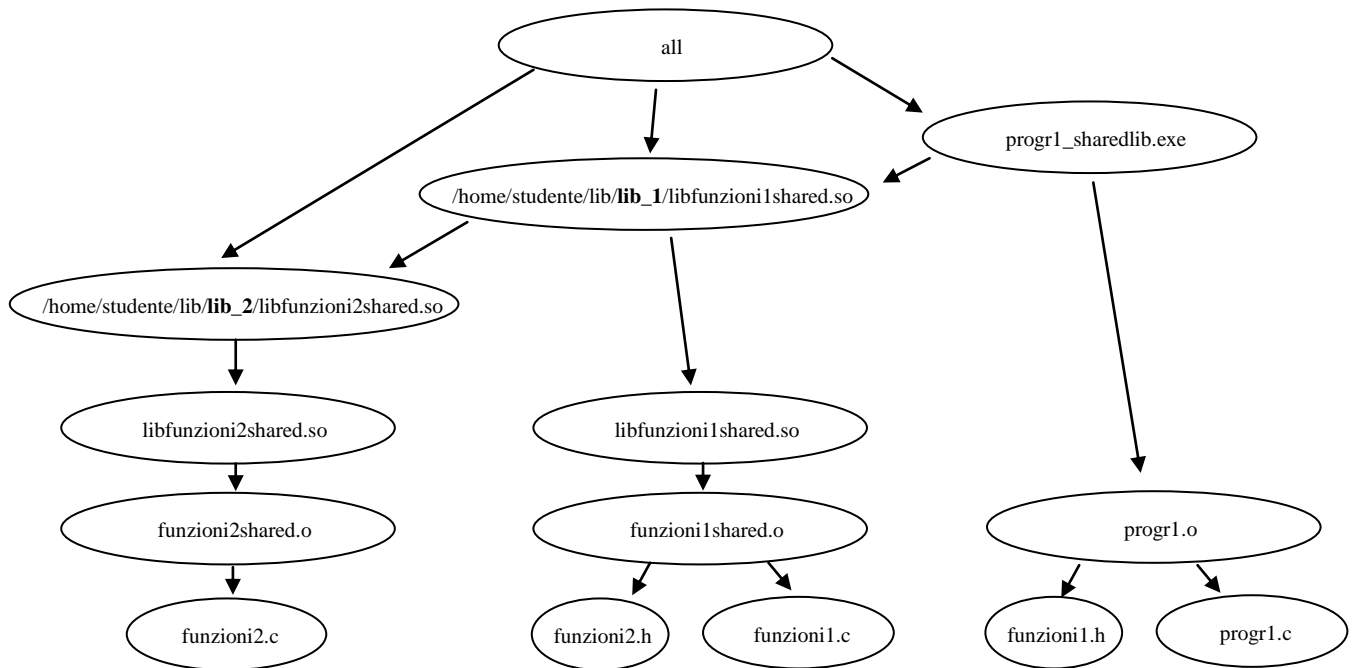 all
progr1_sharedlib.exe
/home/studente/lib/lib_1/libfunzioni1shared.so
/home/studente/lib/lib_2/libfunzioni2shared.so
libfunzioni2shared.so
libfunzioni1shared.so
funzioni2shared.o
funzioni1shared.o
progr1.o
funzioni2.c
funzioni2.h
funzioni1.c
funzioni1.h
progr1.c